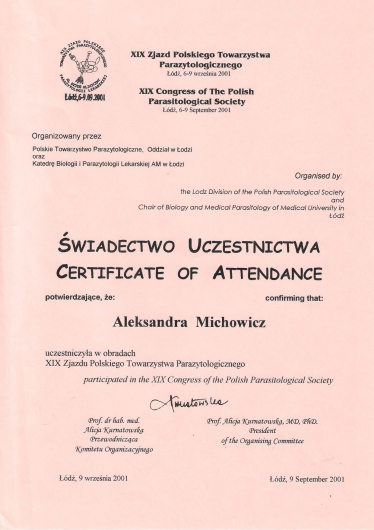 XIX ZJAZD POLSKIEGO
TOWARZYSTWA PARAZYTOLOGICZNEGO
Łódź,6-9.09.2001
XIX Zjazd Polskiego Towarzystwa
Parazytologicznego
Łódź, 6-9 września 2001
XIX Congress of The Polish
Parasitological Society
Łódź, 6-9 September 2001
Organizowany przez
Polskie Towarzystwo Parazytologiczne, Oddział w Łodzi
oraz
Katedrę Biologii i Parazytologii Lekarskiej AM w Łodzi
Organised by:
the Lodz Division of the Polish Parasitological Society
and
Chair of Biology and Medical Parasitology of Medical University in
Łódź
ŚWIADECTWO UCZESTNICTWA
CERTIFICATE OF ATTENDANCE
potwierdzające, że:
confirming that:
Aleksandra Michowicz
uczestniczyła w obradach
XIX Zjazdu Polskiego Towarzystwa Parazytologicznego
participated in the XIX Congress of the Polish Parasitological Society
Prof. dr hab. med.
Alicja Kurnatowska
Przewodnicząca
Komitetu Organizacyjnego
Prof. Alicja Kurnatowska, MD, PhD.
President
of the Organising Committee
Łódź, 9 września 2001
Łódź, 9 September 2001